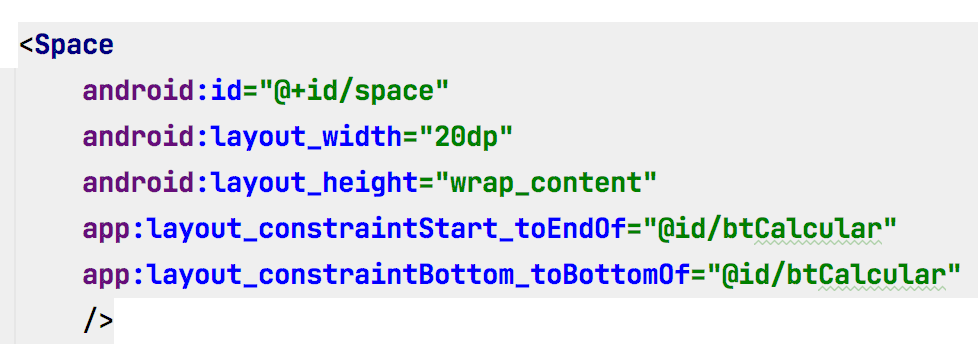 <Space
android:id="@+id/space"
android:layout_width="20dp"
android:layout_height="wrap_content"
app:layout_constraintStart_toEndOf="@id/btCalcular"
app:layout_constraintBottom_toBottomOf="@id/btCalcular"
/>